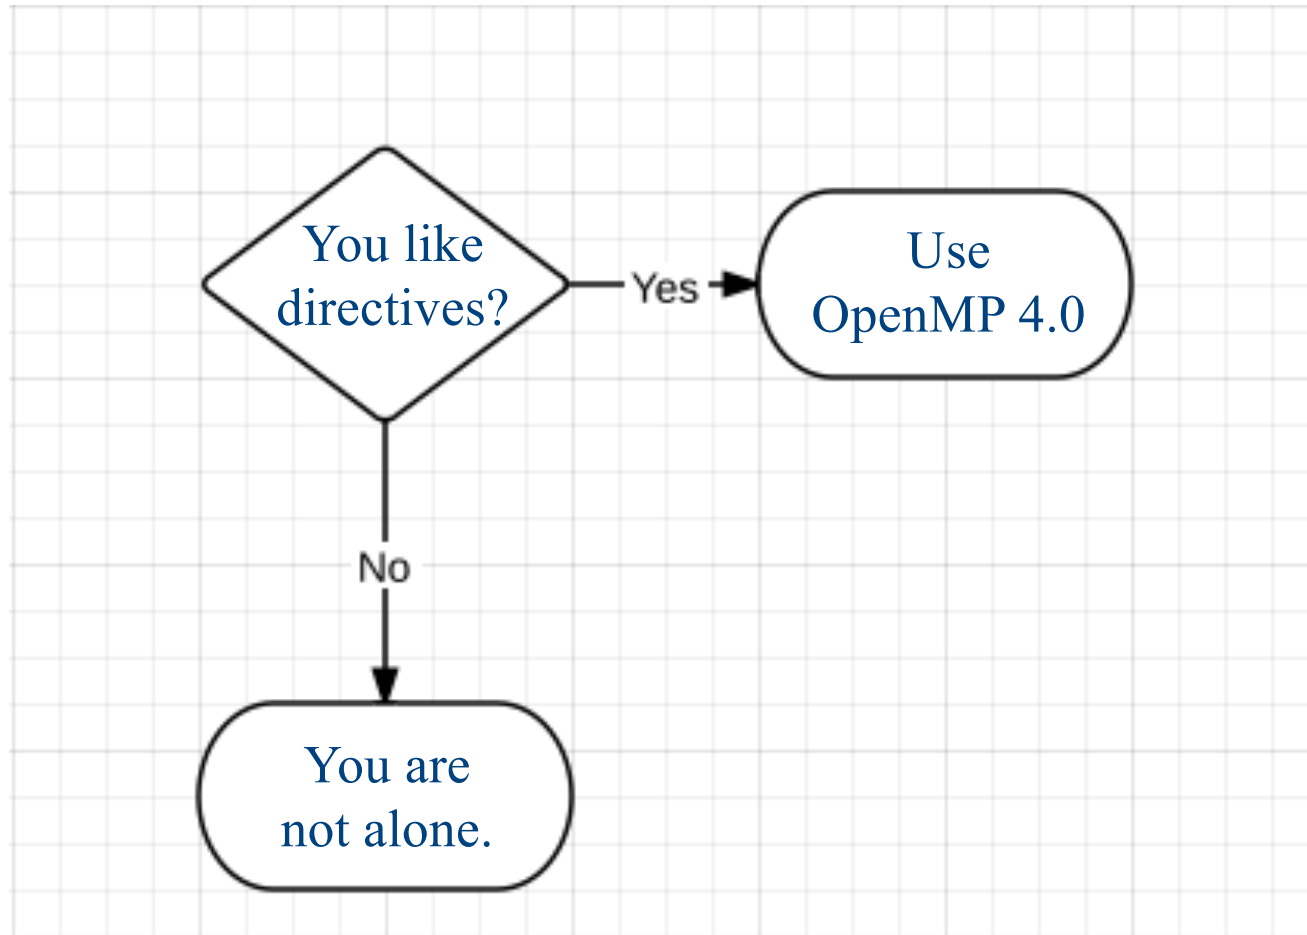 You like
directives?
Yes
Use
OpenMP 4.0
No
You are
not alone.